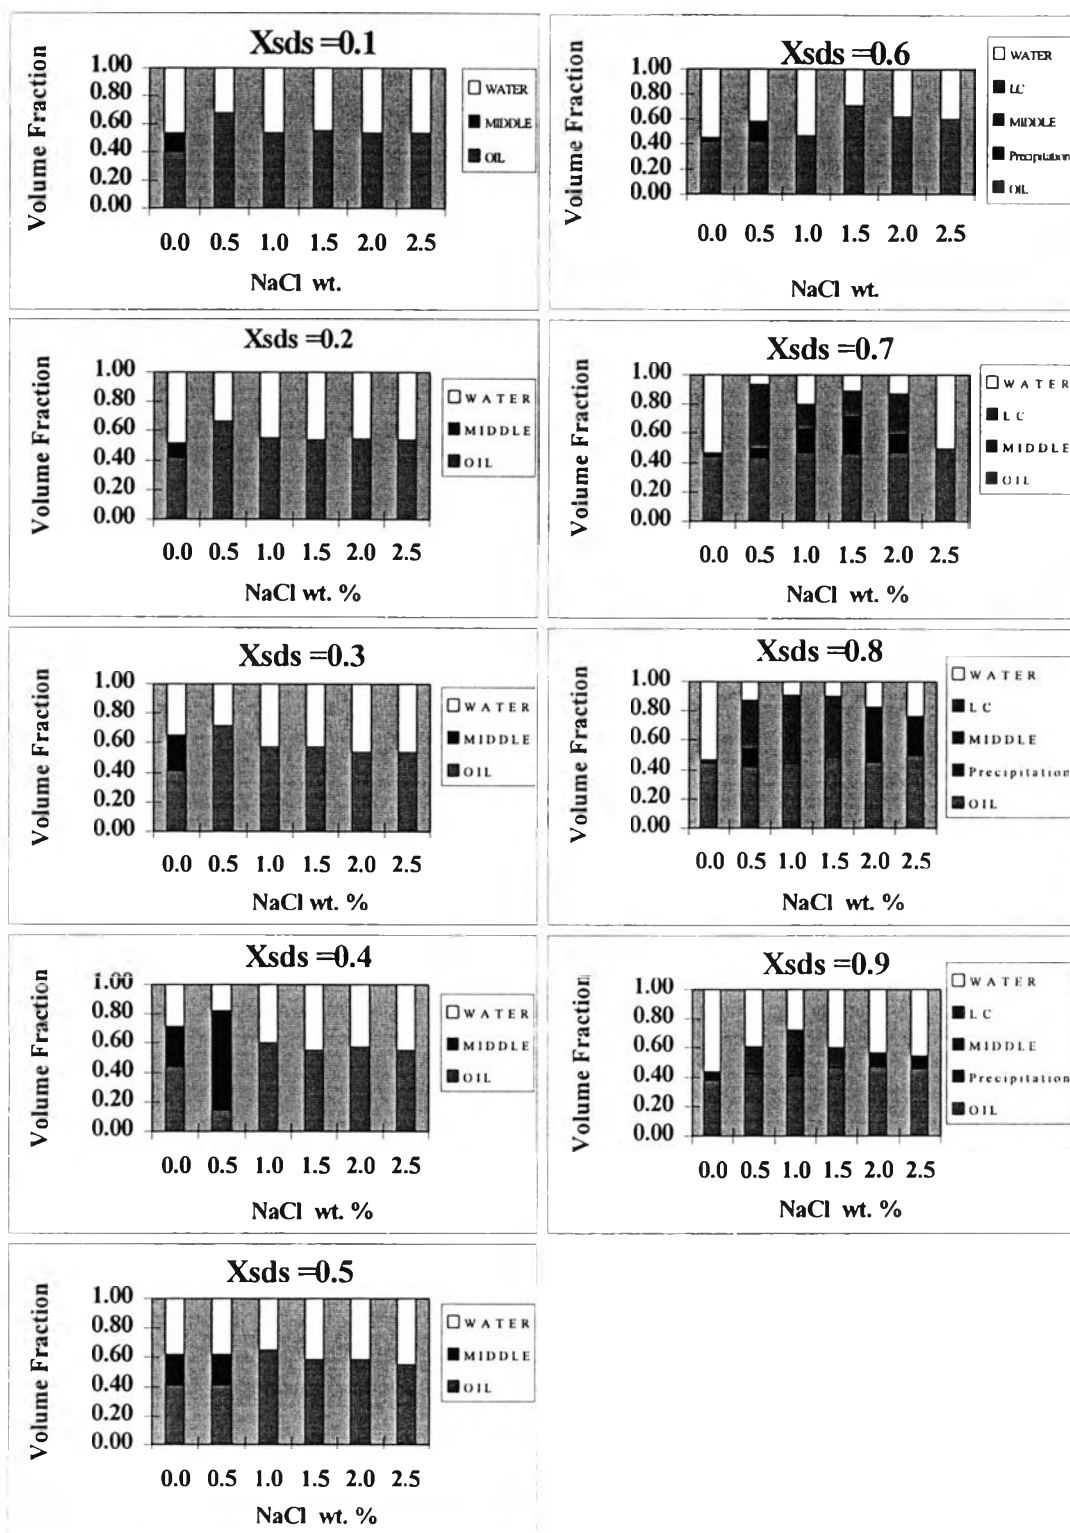 Xsds =0.1
Volume Fraction
1.00
0.80
0.60
0.40
0.20
0.00
0.0 0.5 1.0 1.5 2.0 2.5
NaCl wt.
WATER
MIDDLE
OIL
Xsds =0.2
Volume Fraction
1.00
0.80
0.60
0.40
0.20
0.00
0.0 0.5 1.0 1.5 2.0 2.5
NaCl wt. %
WATER
MIDDLE
OIL
Xsds =0.3
Volume Fraction
1.00
0.80
0.60
0.40
0.20
0.00
0.0 0.5 1.0 1.5 2.0 2.5
NaCl wt. %
WATER
MIDDLE
OIL
Xsds =0.4
Volume Fraction
1.00
0.80
0.60
0.40
0.20
0.00
0.0 0.5 1.0 1.5 2.0 2.5
NaCl wt. %
WATER
MIDDLE
OIL
Xsds =0.5
Volume Fraction
1.00
0.80
0.60
0.40
0.20
0.00
0.0 0.5 1.0 1.5 2.0 2.5
NaCl wt. %
WATER
MIDDLE
OIL
Xsds =0.6
Volume Fraction
1.00
0.80
0.60
0.40
0.20
0.00
0.0 0.5 1.0 1.5 2.0 2.5
NaCl wt.
WATER
LC
MIDDLE
Precipitation
OIL
Xsds =0.7
Volume Fraction
1.00
0.80
0.60
0.40
0.20
0.00
0.0 0.5 1.0 1.5 2.0 2.5
NaCl wt. %
WATER
LC
MIDDLE
OIL
Xsds =0.8
Volume Fraction
1.00
0.80
0.60
0.40
0.20
0.00
0.0 0.5 1.0 1.5 2.0 2.5
NaCl wt. %
WATER
LC
MIDDLE
Precipitation
OIL
Xsds =0.9
Volume Fraction
1.00
0.80
0.60
0.40
0.20
0.00
0.0 0.5 1.0 1.5 2.0 2.5
NaCl wt. %
WATER
LC
MIDDLE
Precipitation
OIL